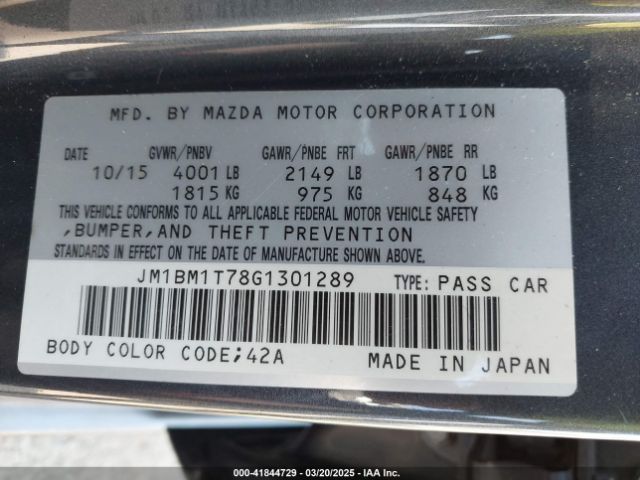 MFD. BY MAZDA MOTOR CORPORATION
DATE GVWR/PNBV GAWR/PNBE FRT GAWR/PNBE RR
10/15 4001 LB 2149 LB 1870 LB
1815 KG 975 KG 848 KG
THIS VEHICLE CONFORMS TO ALL APPLICABLE FEDERAL MOTOR VEHICLE SAFETY
,BUMPER,AND THEFT PREVENTION
STANDARDS IN EFFECT ON THE DATE OF MANUFACTURE SHOWN ABOVE.
JM1BM1T78G1301289 TYPE: PASS CAR
BODY COLOR CODE;42A MADE IN JAPAN
000-41844729 — 03/20/2025 — IAA Inc.